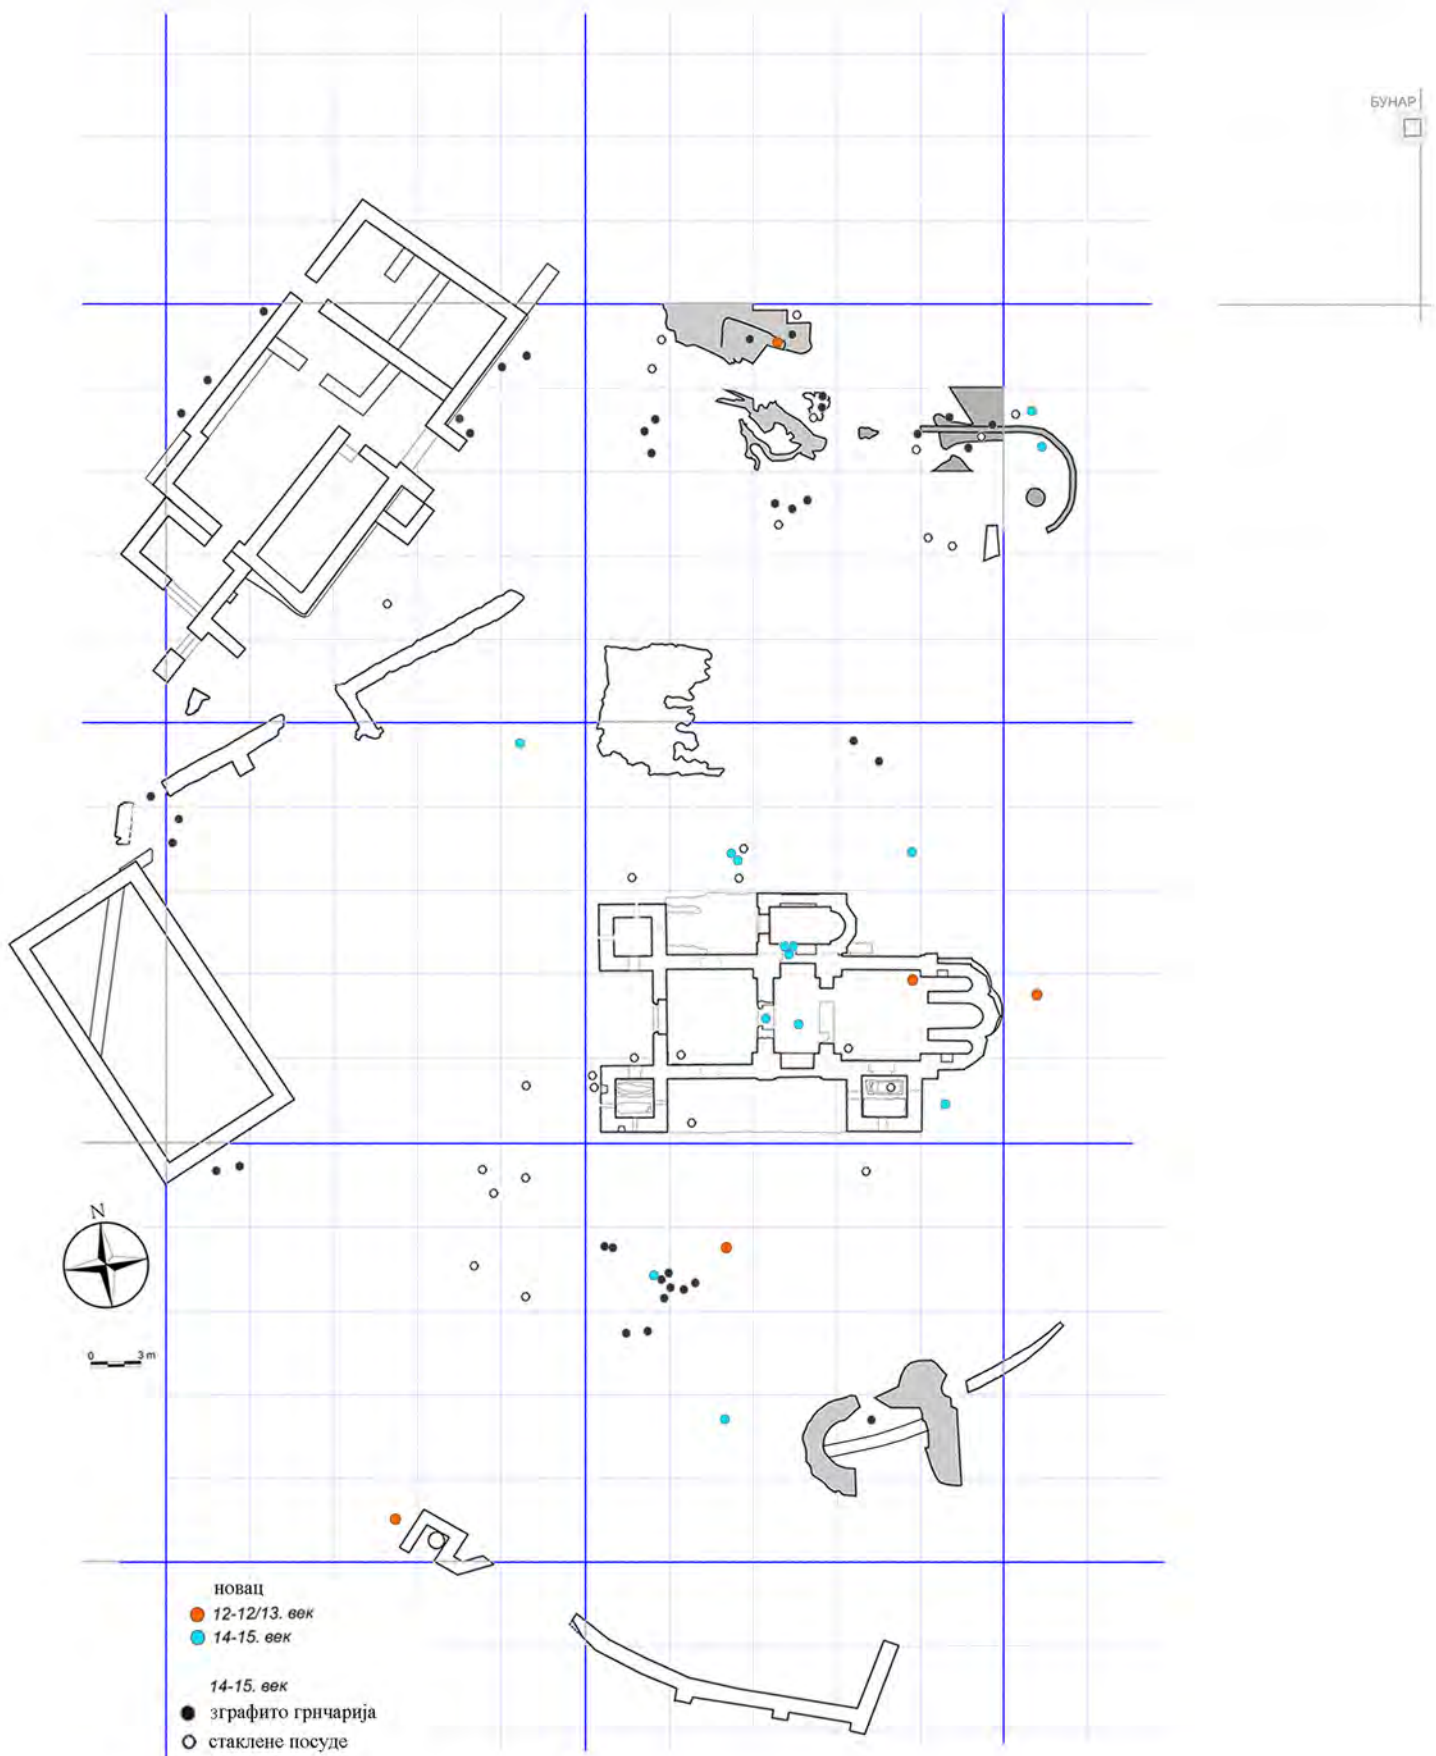 БУНАР
N
0 3 m
новац
12-12/13. век
14-15. век
14-15. век
зграфито грнчарија
стаклене посуде